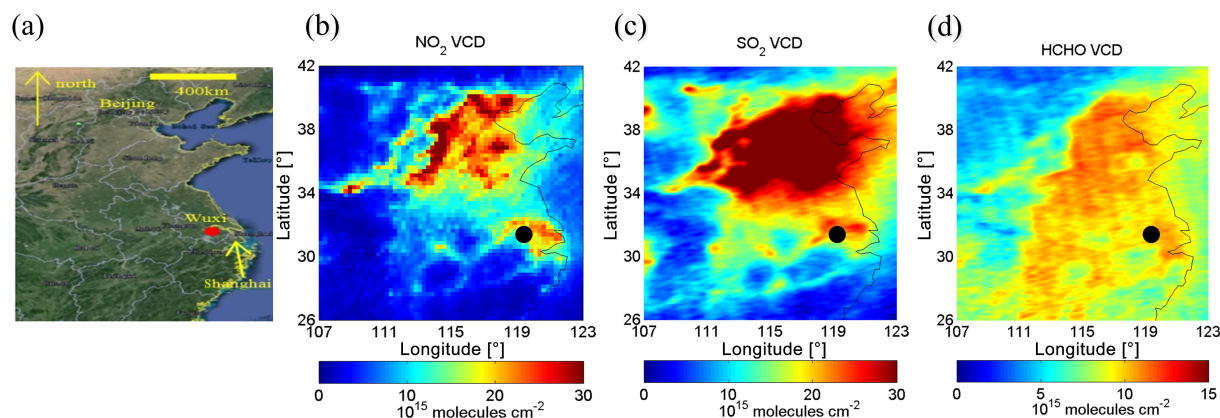 (a)
north
400km
Beijing
Wuxi
Shanghai
(b)
NO2 VCD
42
38
34
30
26
Latitude [°]
107 111 115 119 123
Longitude [°]
0 10 20 30
10^15 molecules cm^-2
(c)
SO2 VCD
42
38
34
30
26
Latitude [°]
107 111 115 119 123
Longitude [°]
0 10 20 30
10^15 molecules cm^-2
(d)
HCHO VCD
42
38
34
30
26
Latitude [°]
107 111 115 119 123
Longitude [°]
0 5 10 15
10^15 molecules cm^-2